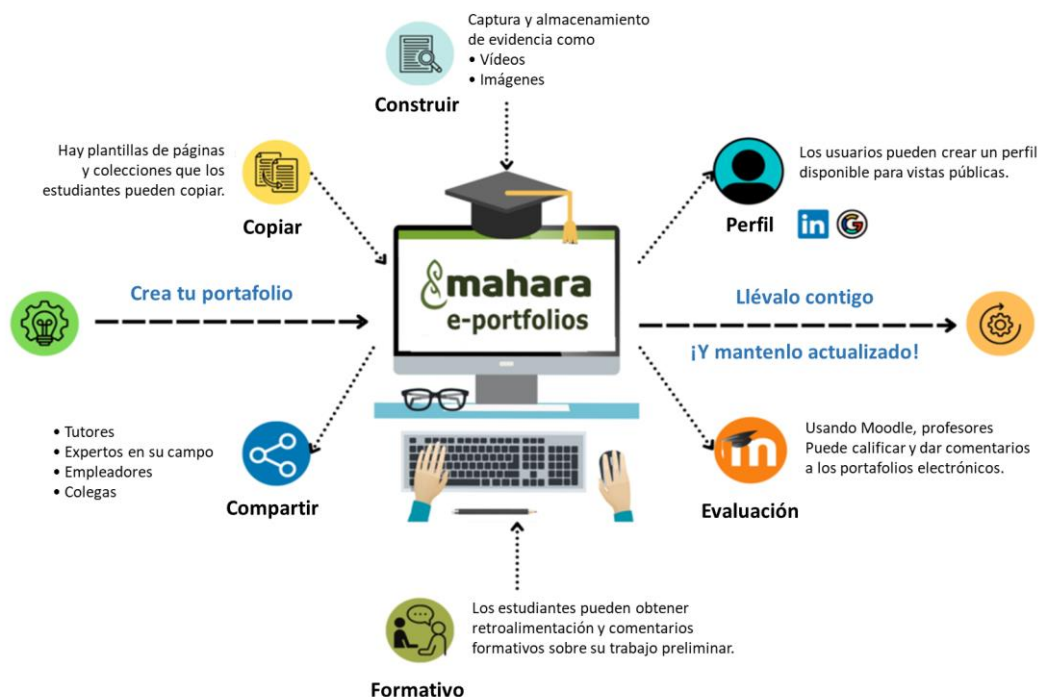 Captura y almacenamiento
de evidencia como
• Vídeos
• Imágenes
Construir
Hay plantillas de páginas
y colecciones que los
estudiantes pueden copiar.
Copiar
Los usuarios pueden crear un perfil
disponible para vistas públicas.
Perfil
in
G
Crea tu portafolio
mahara
e-portfolios
Llévalo contigo
¡Y mantenlo actualizado!
• Tutores
• Expertos en su campo
• Empleadores
• Colegas
Compartir
Usando Moodle, profesores
Puede calificar y dar comentarios
a los portafolios electrónicos.
in
Evaluación
Los estudiantes pueden obtener
retroalimentación y comentarios
formativos sobre su trabajo preliminar.
Formativo